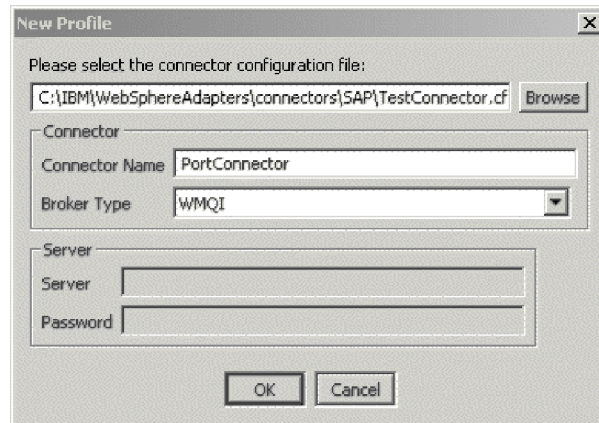 New Profile
Please select the connector configuration file:
C:\IBM\WebSphereAdapters\connectors\SAP\TestConnector.cf Browse
Connector
Connector Name PortConnector
Broker Type WMQI
Server
Server
Password
OK Cancel